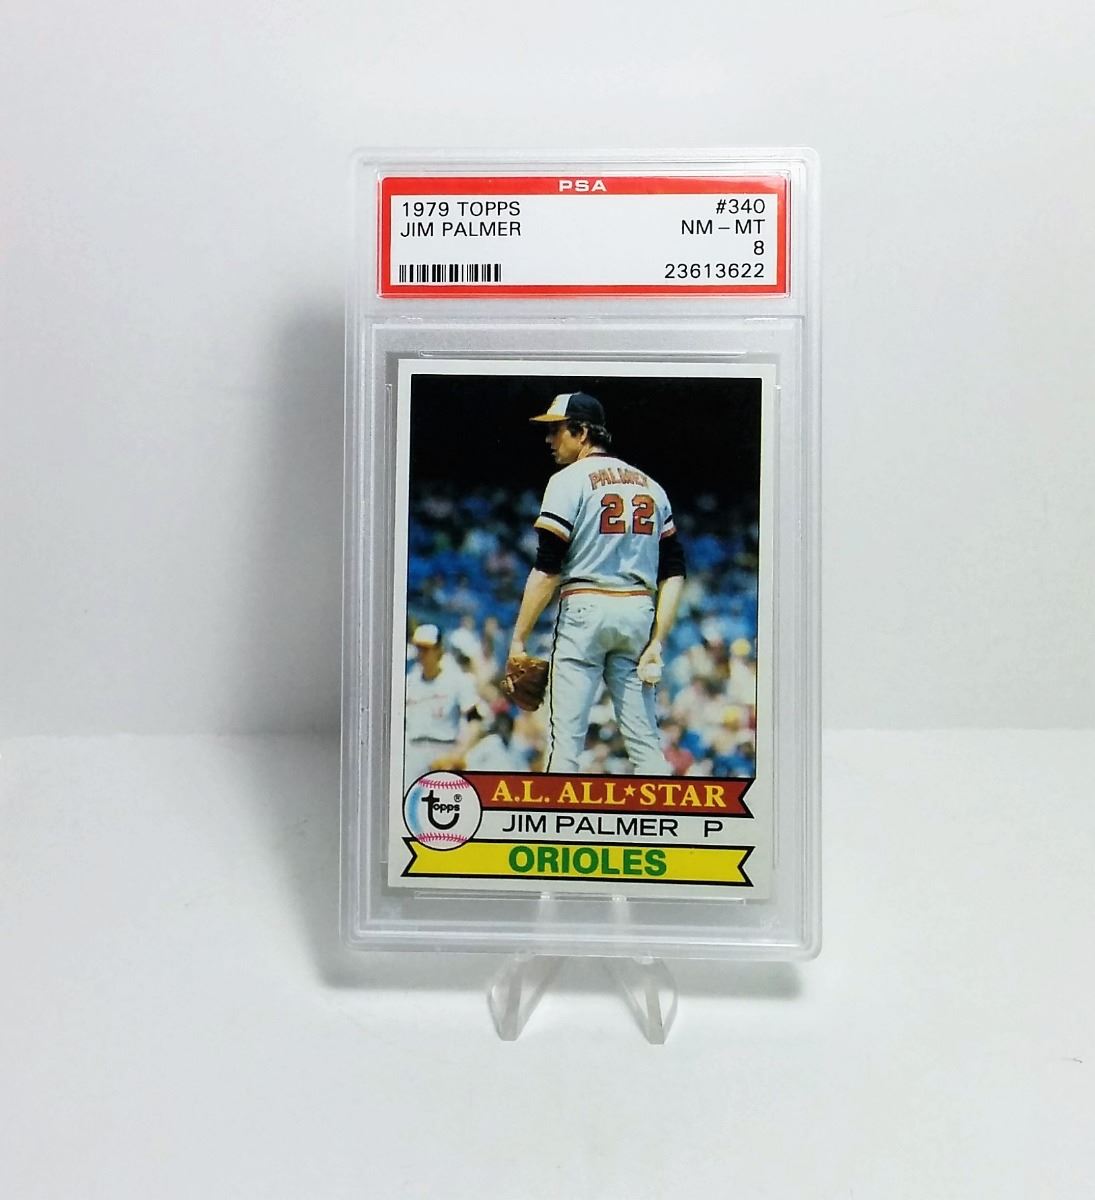 PSA
1979 TOPPS #340
JIM PALMER NM - MT
8
23613622
PALMER
22
A.L. ALL★STAR
topps®
JIM PALMER P
ORIOLES